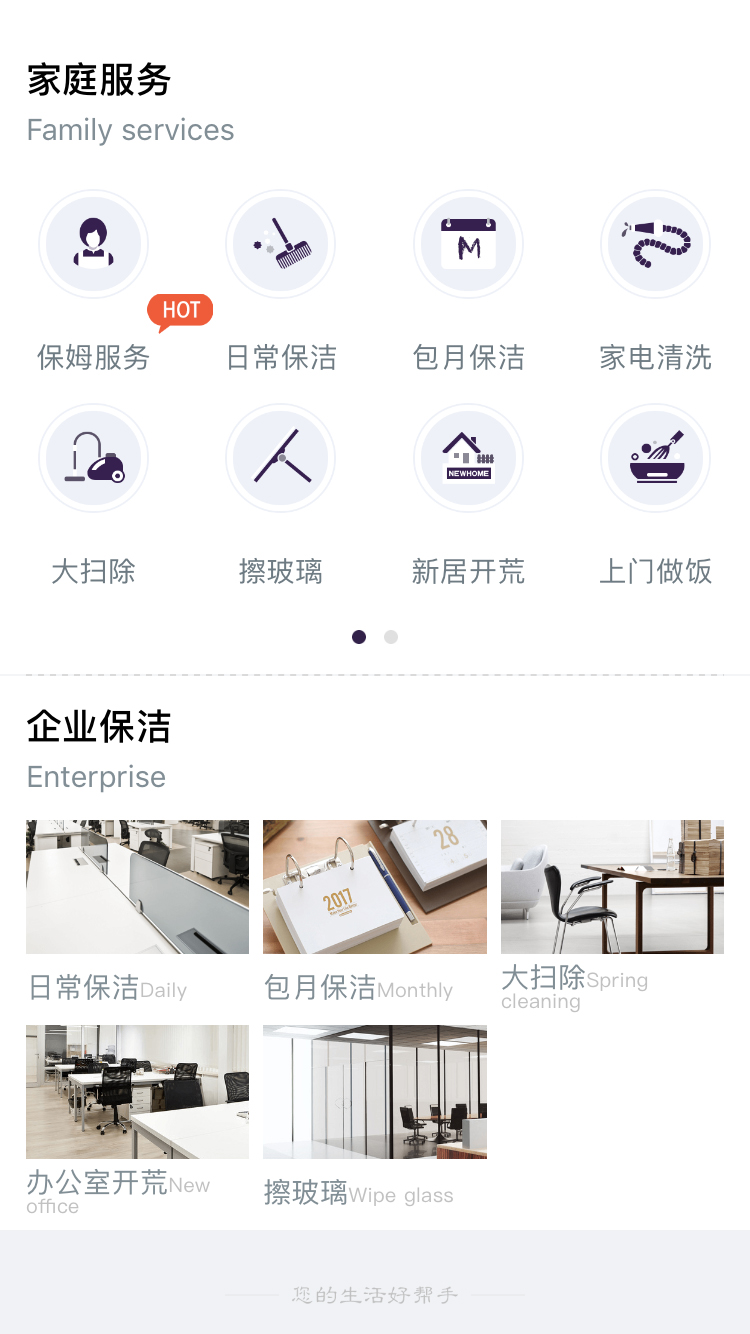 家庭服务
Family services
HOT
保姆服务 日常保洁 包月保洁 家电清洗
M
NEWHOME
大扫除 擦玻璃 新居开荒 上门做饭
企业保洁
Enterprise
28
2017
日常保洁Daily
包月保洁Monthly
大扫除Spring
cleaning
办公室开荒New
office
擦玻璃Wipe glass
您的生活好帮手